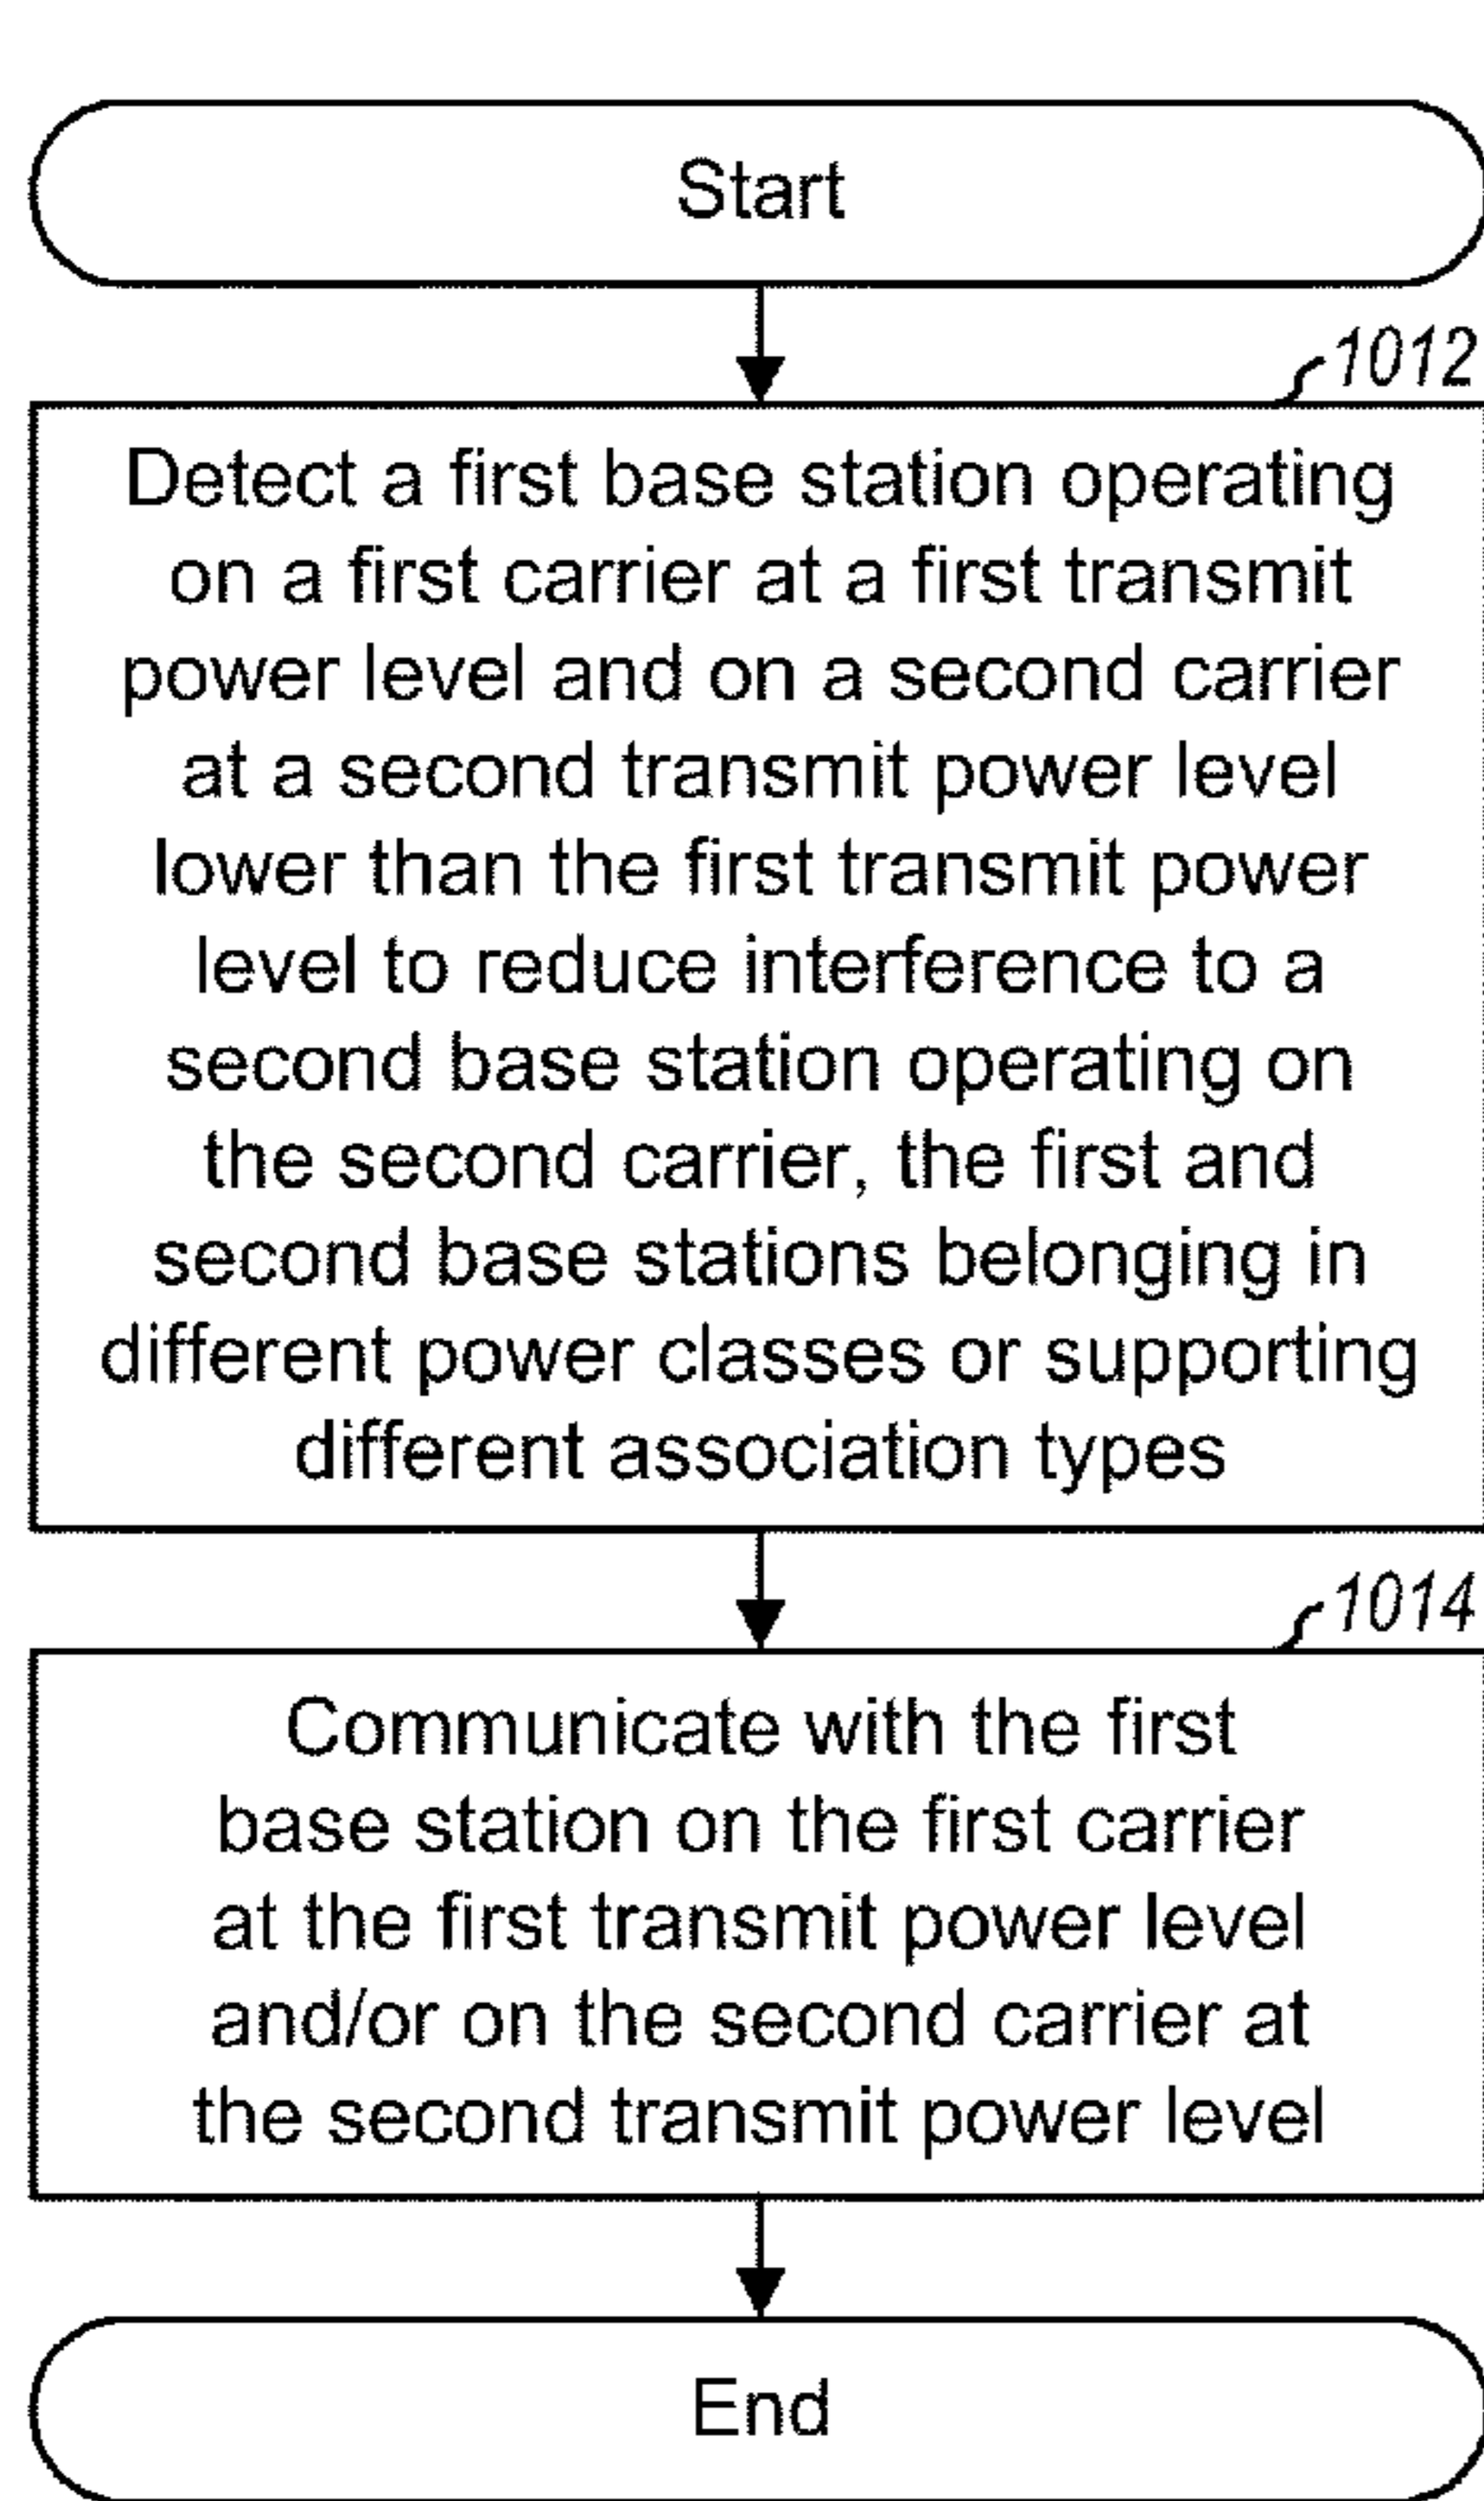 Start
1012
Detect a first base station operating
on a first carrier at a first transmit
power level and on a second carrier
at a second transmit power level
lower than the first transmit power
level to reduce interference to a
second base station operating on
the second carrier, the first and
second base stations belonging in
different power classes or supporting
different association types
1014
Communicate with the first
base station on the first carrier
at the first transmit power level
and/or on the second carrier at
the second transmit power level
End